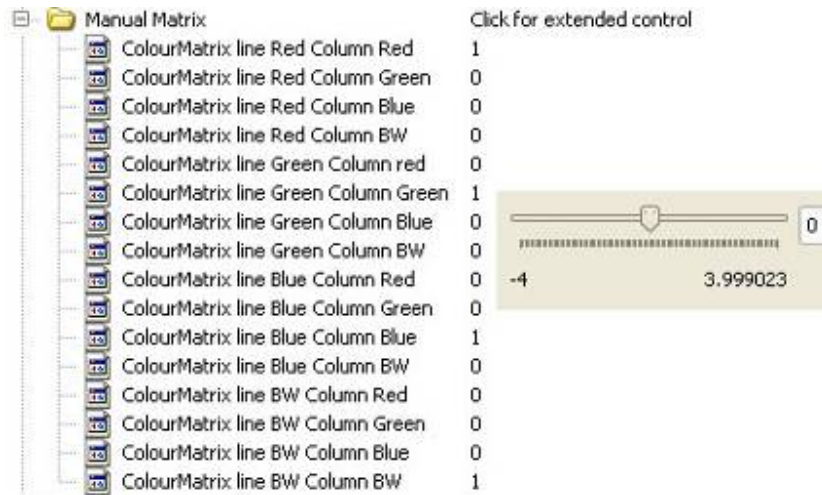 Manual Matrix Click for extended control
ColourMatrix line Red Column Red 1
ColourMatrix line Red Column Green 0
ColourMatrix line Red Column Blue 0
ColourMatrix line Red Column BW 0
ColourMatrix line Green Column red 0
ColourMatrix line Green Column Green 1
ColourMatrix line Green Column Blue 0
0
ColourMatrix line Green Column BW 0
ColourMatrix line Blue Column Red 0
-4 3.999023
ColourMatrix line Blue Column Green 0
ColourMatrix line Blue Column Blue 1
ColourMatrix line Blue Column BW 0
ColourMatrix line BW Column Red 0
ColourMatrix line BW Column Green 0
ColourMatrix line BW Column Blue 0
ColourMatrix line BW Column BW 1